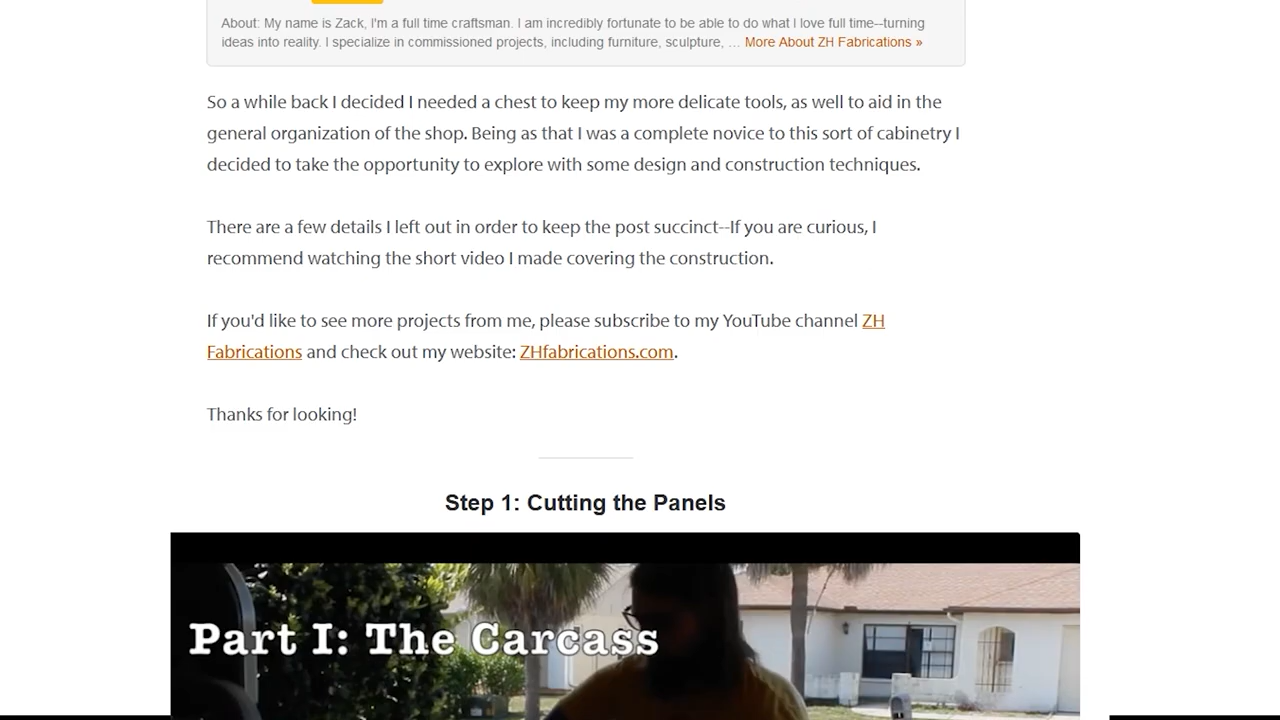 About: My name is Zack, I'm a full time craftsman. I am incredibly fortunate to be able to do what I love full time--turning
ideas into reality. I specialize in commissioned projects, including furniture, sculpture, … More About ZH Fabrications »
So a while back I decided I needed a chest to keep my more delicate tools, as well to aid in the
general organization of the shop. Being as that I was a complete novice to this sort of cabinetry I
decided to take the opportunity to explore with some design and construction techniques.
There are a few details I left out in order to keep the post succinct--If you are curious, I
recommend watching the short video I made covering the construction.
If you'd like to see more projects from me, please subscribe to my YouTube channel ZH
Fabrications and check out my website: ZHfabrications.com.
Thanks for looking!
Step 1: Cutting the Panels
Part I: The Carcass